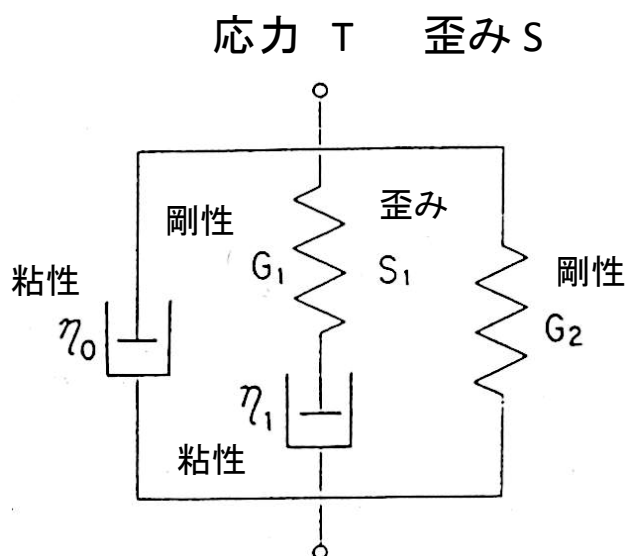 応力 T 歪み S
剛性 歪み
粘性 G₁ S₁ 剛性
η₀ G₂
η₁
粘性